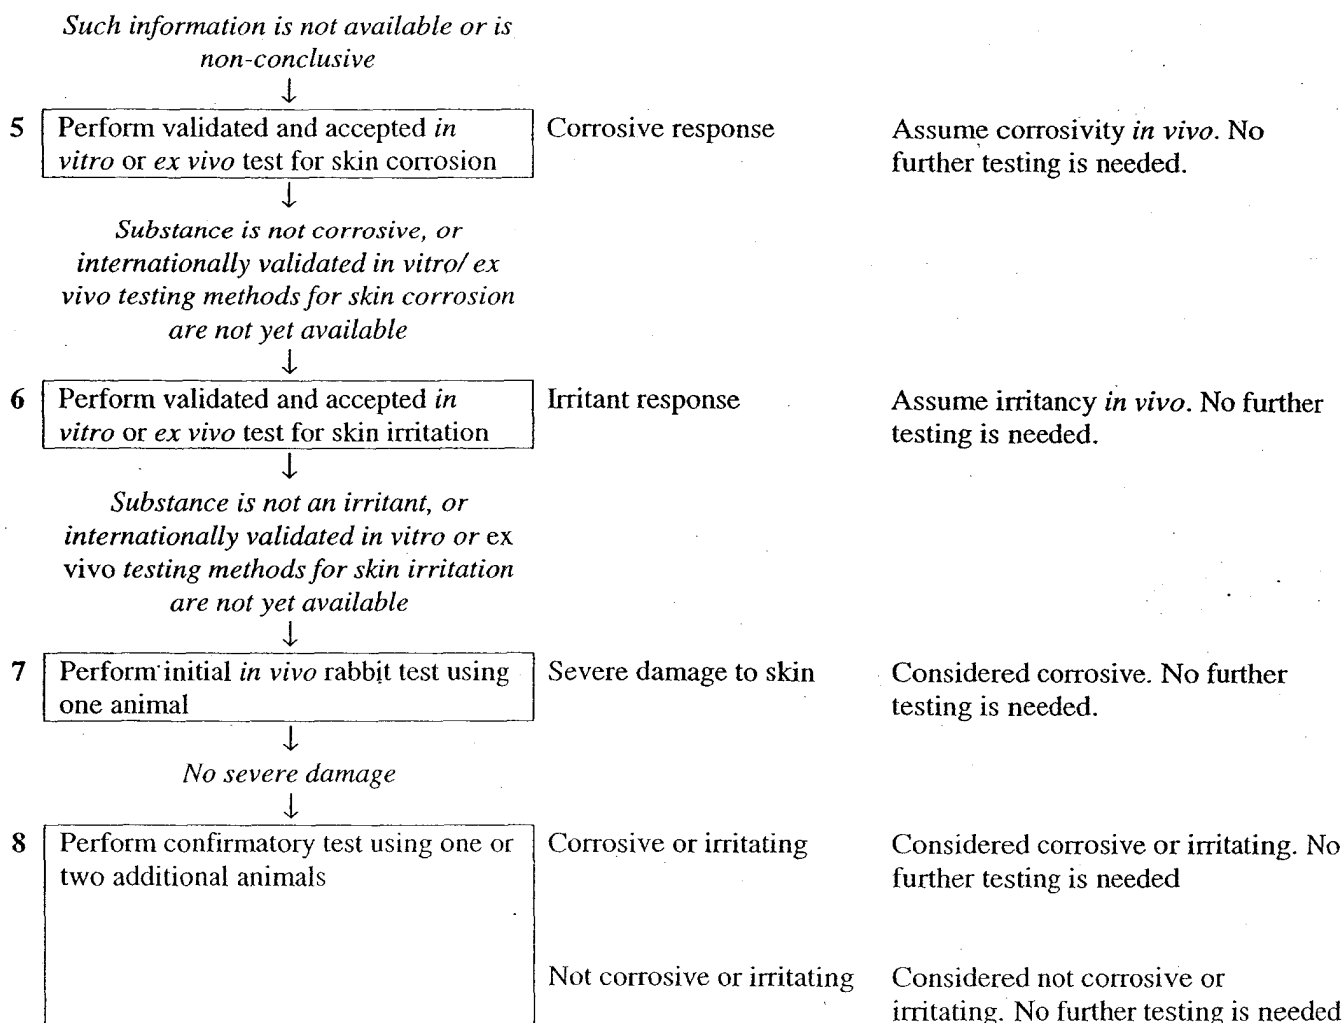 Such information is not available or is
non-conclusive
↓
5 Perform validated and accepted in Corrosive response Assume corrosivity in vivo. No
vitro or ex vivo test for skin corrosion further testing is needed.
↓
Substance is not corrosive, or
internationally validated in vitro/ ex
vivo testing methods for skin corrosion
are not yet available
↓
6 Perform validated and accepted in Irritant response Assume irritancy in vivo. No further
vitro or ex vivo test for skin irritation testing is needed.
↓
Substance is not an irritant, or
internationally validated in vitro or ex
vivo testing methods for skin irritation
are not yet available
↓
7 Perform initial in vivo rabbit test using Severe damage to skin Considered corrosive. No further
one animal testing is needed.
↓
No severe damage
↓
8 Perform confirmatory test using one or Corrosive or irritating Considered corrosive or irritating. No
two additional animals further testing is needed
Not corrosive or irritating Considered not corrosive or
irritating. No further testing is needed